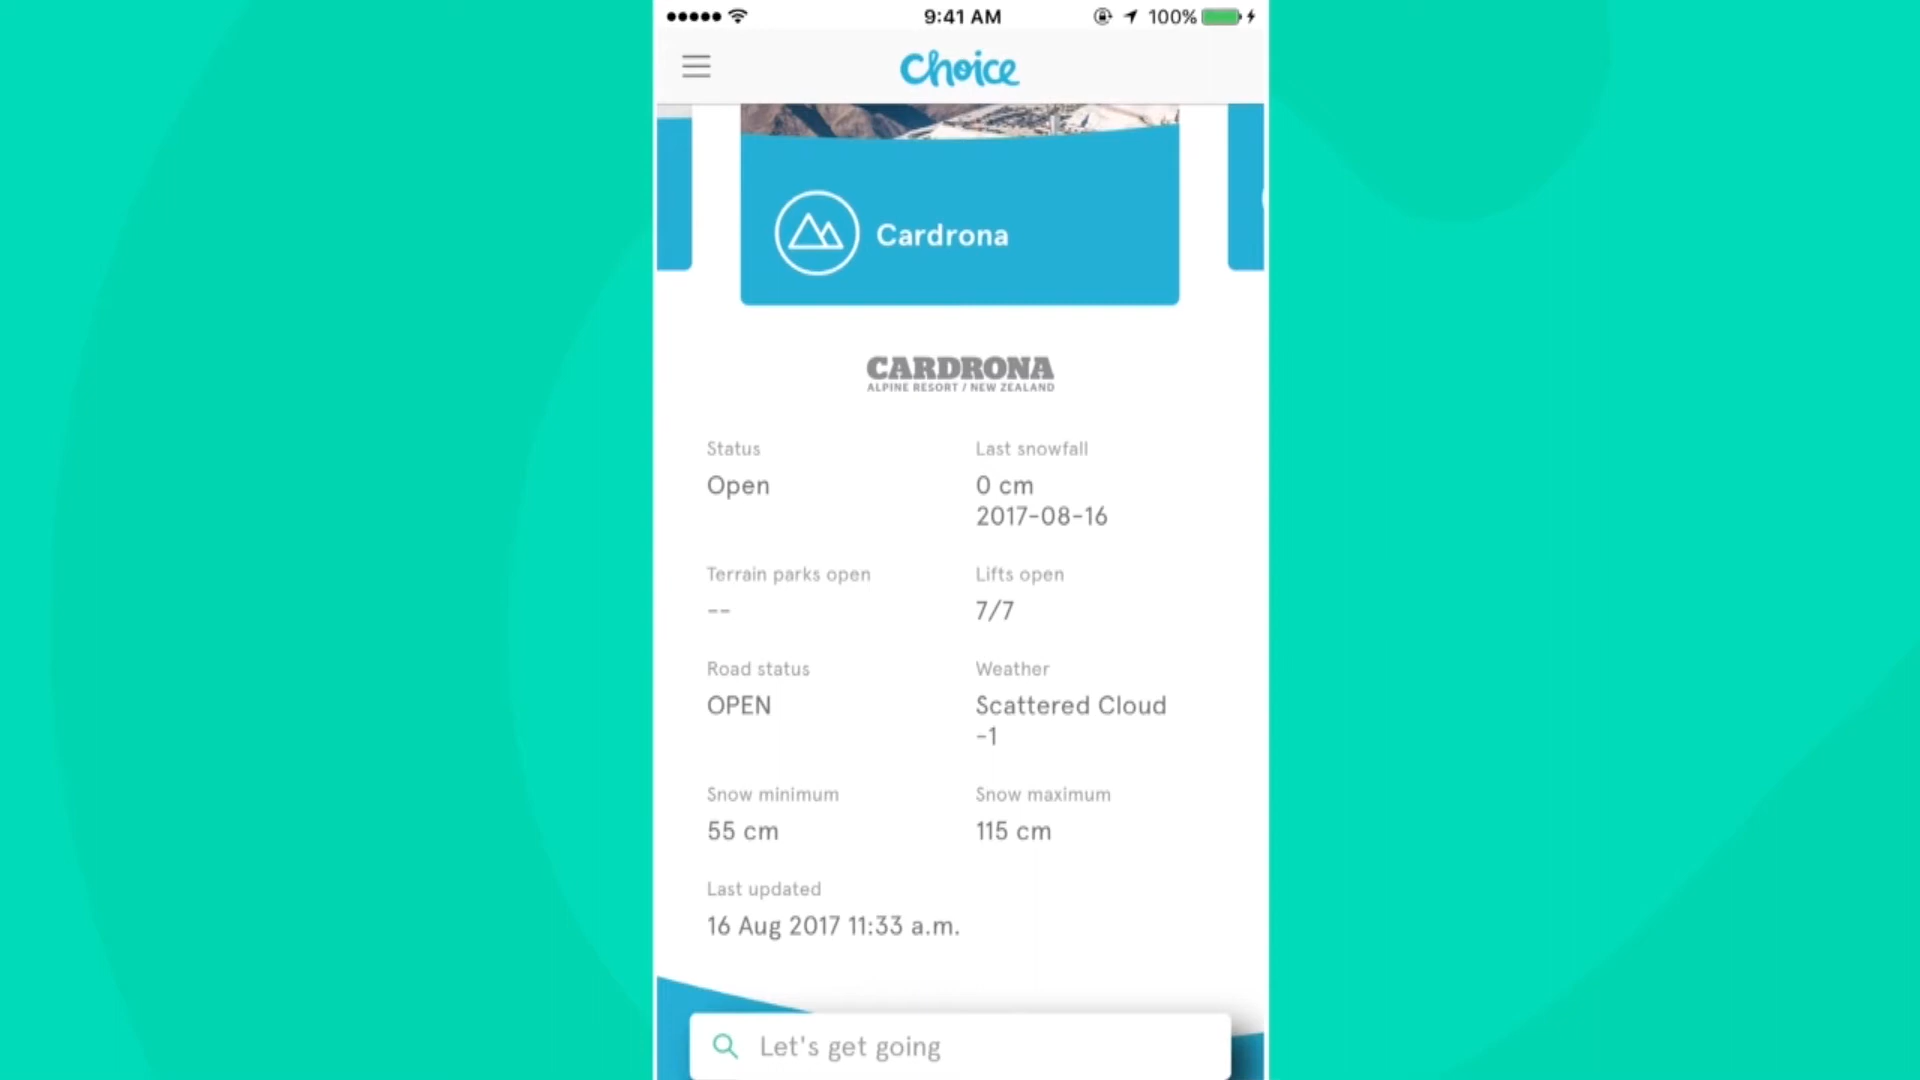 9:41 AM
100%
Choice
Cardrona
CARDRONA
ALPINE RESORT / NEW ZEALAND
Status
Open
Last snowfall
0 cm
2017-08-16
Terrain parks open
--
Lifts open
7/7
Road status
OPEN
Weather
Scattered Cloud
-1
Snow minimum
55 cm
Snow maximum
115 cm
Last updated
16 Aug 2017 11:33 a.m.
Let's get going